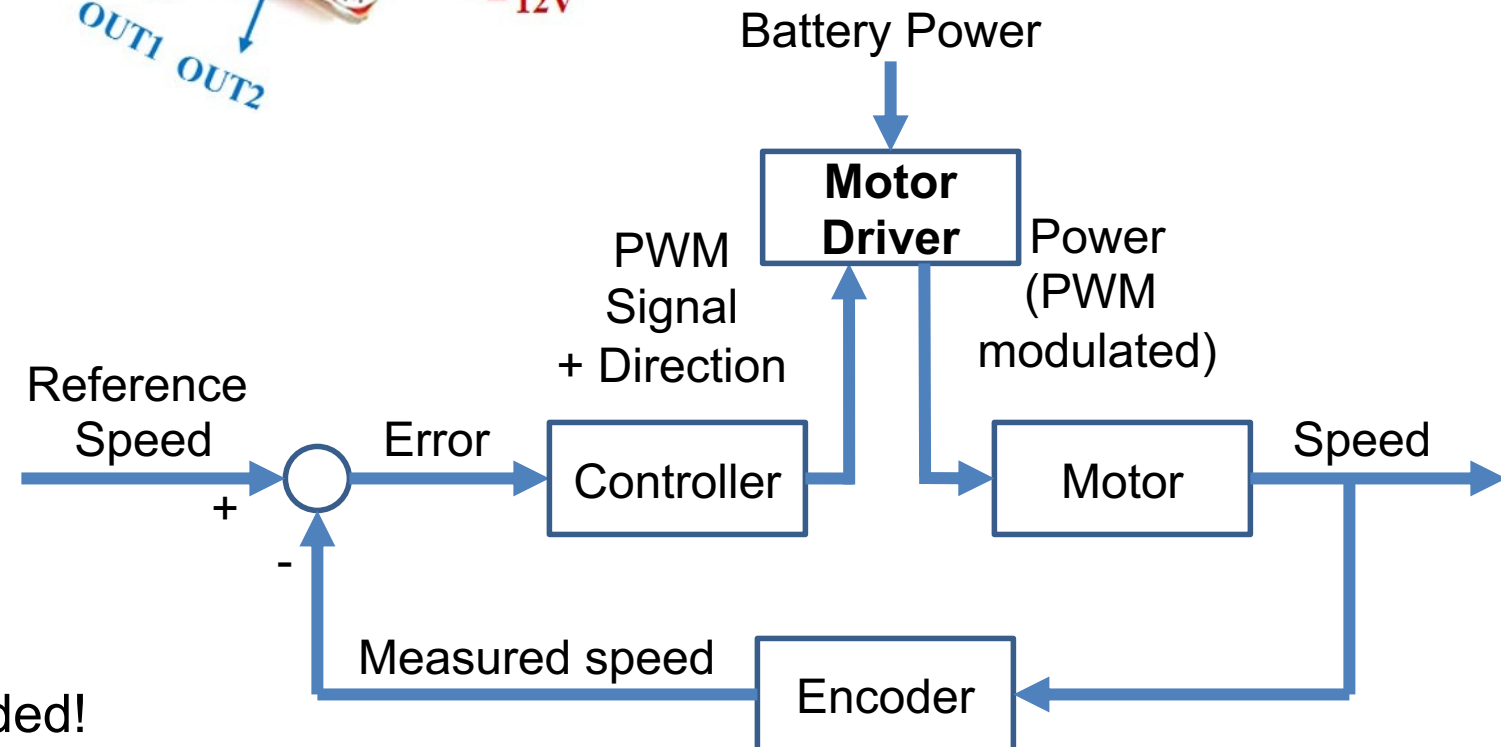 OUT1 OUT2
12V
Battery Power
Motor
Driver
PWM
Signal
+ Direction
Power
(PWM
modulated)
Reference
Speed
+
-
Error
Controller
Motor
Speed
Measured speed
Encoder
ded!